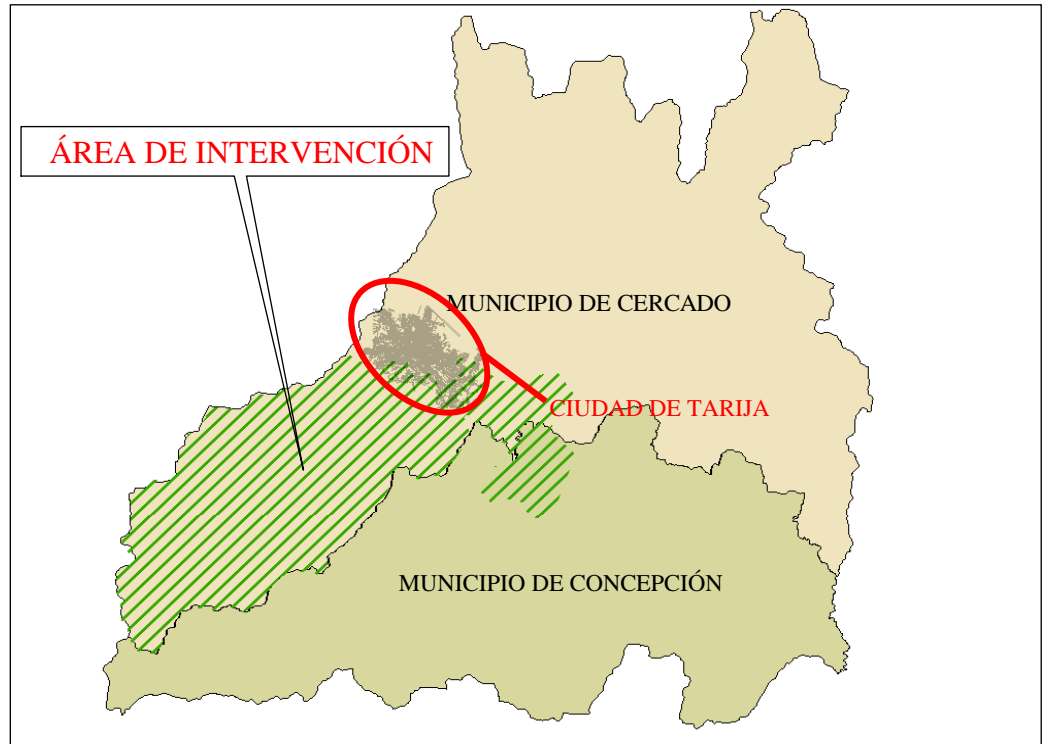 ÁREA DE INTERVENCIÓN
MUNICIPIO DE CERCADO
CIUDAD DE TARIJA
MUNICIPIO DE CONCEPCIÓN